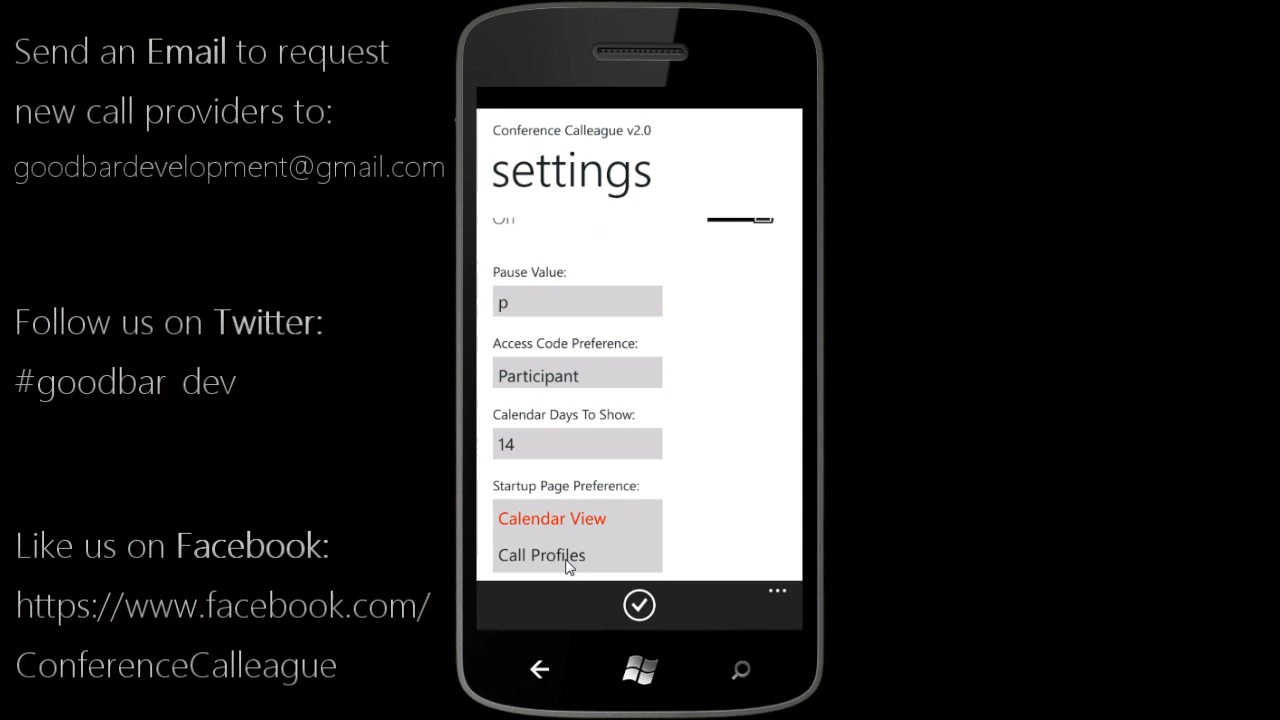 Send an Email to request
new call providers to:
goodbardevelopment@gmail.com
Follow us on Twitter:
#goodbar dev
Like us on Facebook:
https://www.facebook.com/
ConferenceCalleague
Conference Calleague v2.0
settings
On
Pause Value:
p
Access Code Preference:
Participant
Calendar Days To Show:
14
Startup Page Preference:
Calendar View
Call Profiles